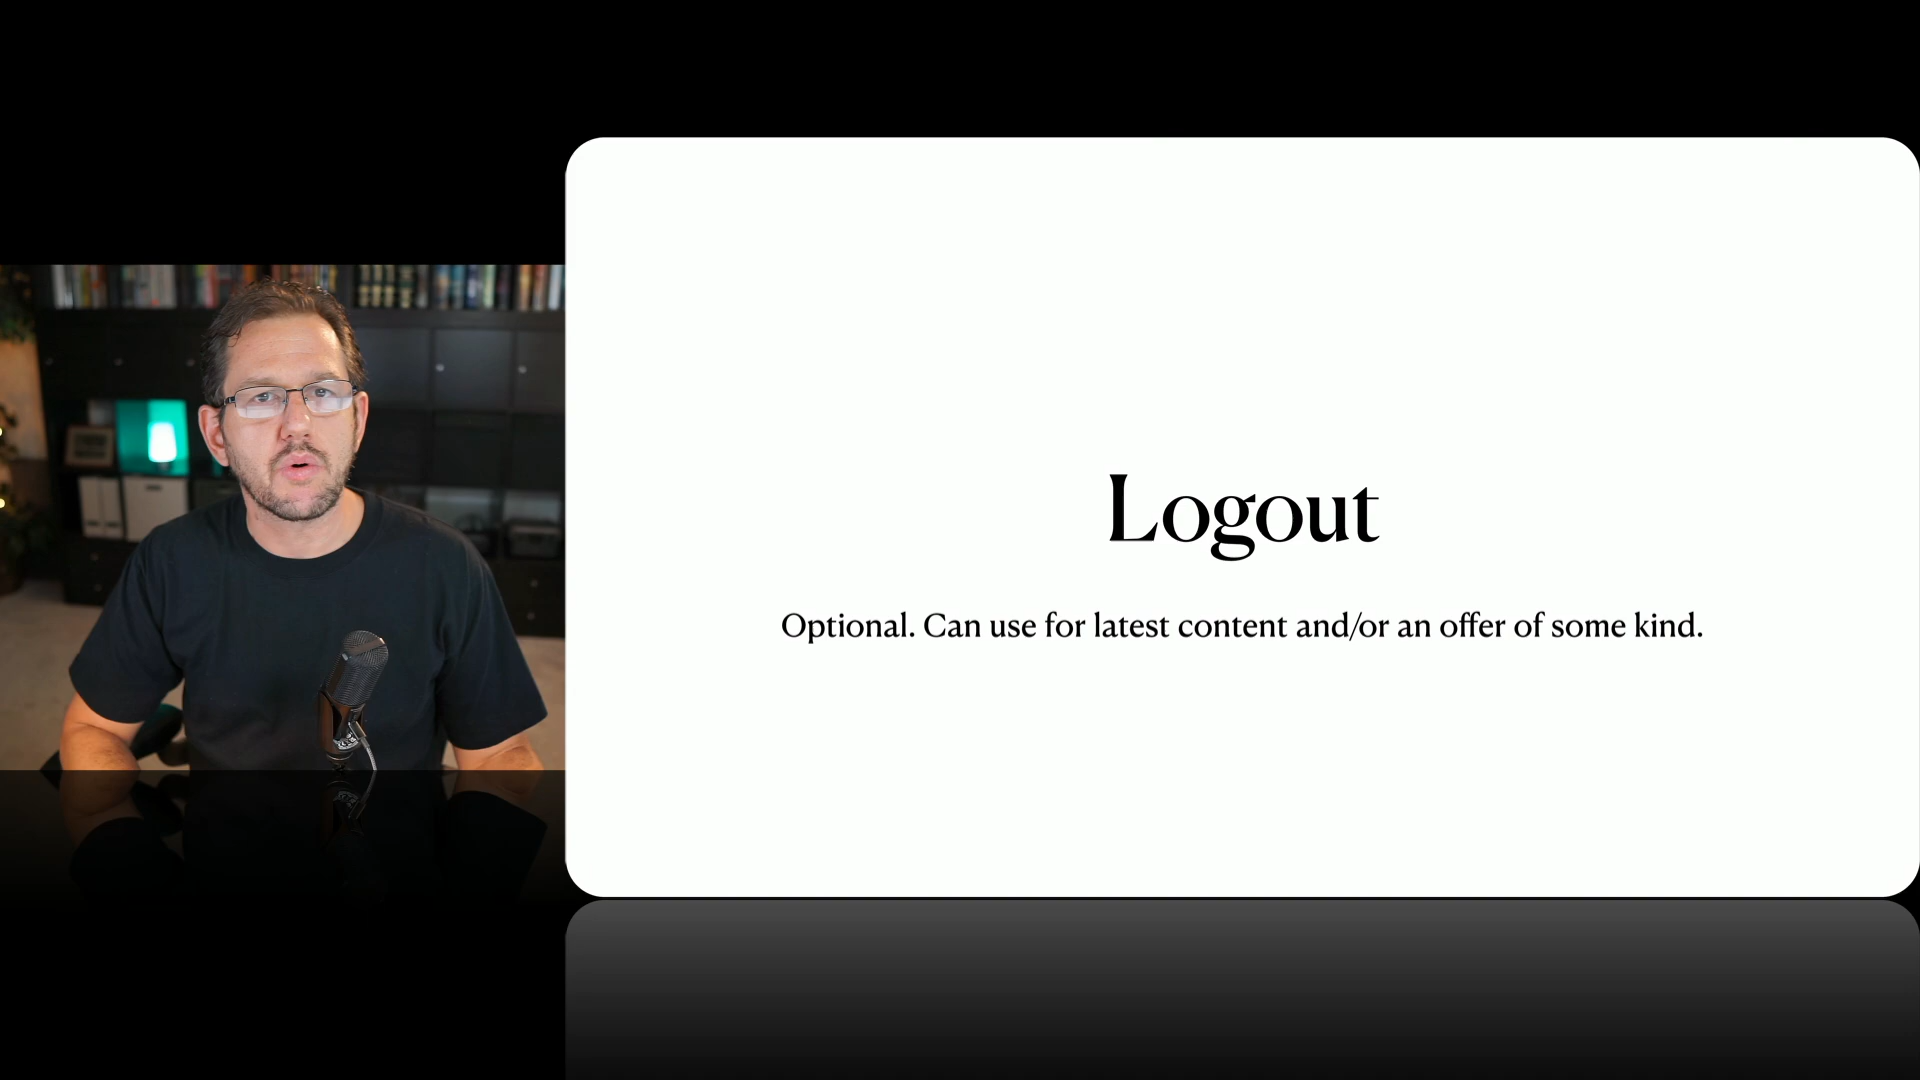 Logout
Optional. Can use for latest content and/or an offer of some kind.